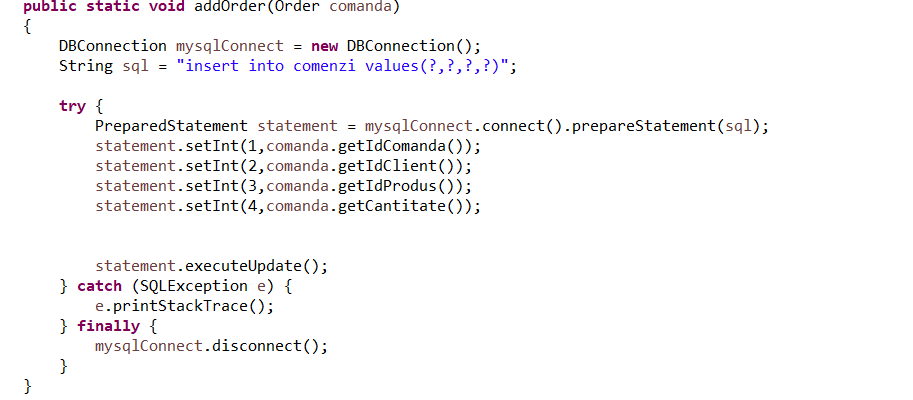 public static void addOrder(Order comanda)
{
    DBConnection mysqlConnect = new DBConnection();
    String sql = "insert into comenzi values(?,?,?,?)";
    try {
        PreparedStatement statement = mysqlConnect.connect().prepareStatement(sql);
        statement.setInt(1,comanda.getIdComanda());
        statement.setInt(2,comanda.getIdClient());
        statement.setInt(3,comanda.getIdProdus());
        statement.setInt(4,comanda.getCantitate());
        statement.executeUpdate();
    } catch (SQLException e) {
        e.printStackTrace();
    } finally {
        mysqlConnect.disconnect();
    }
}